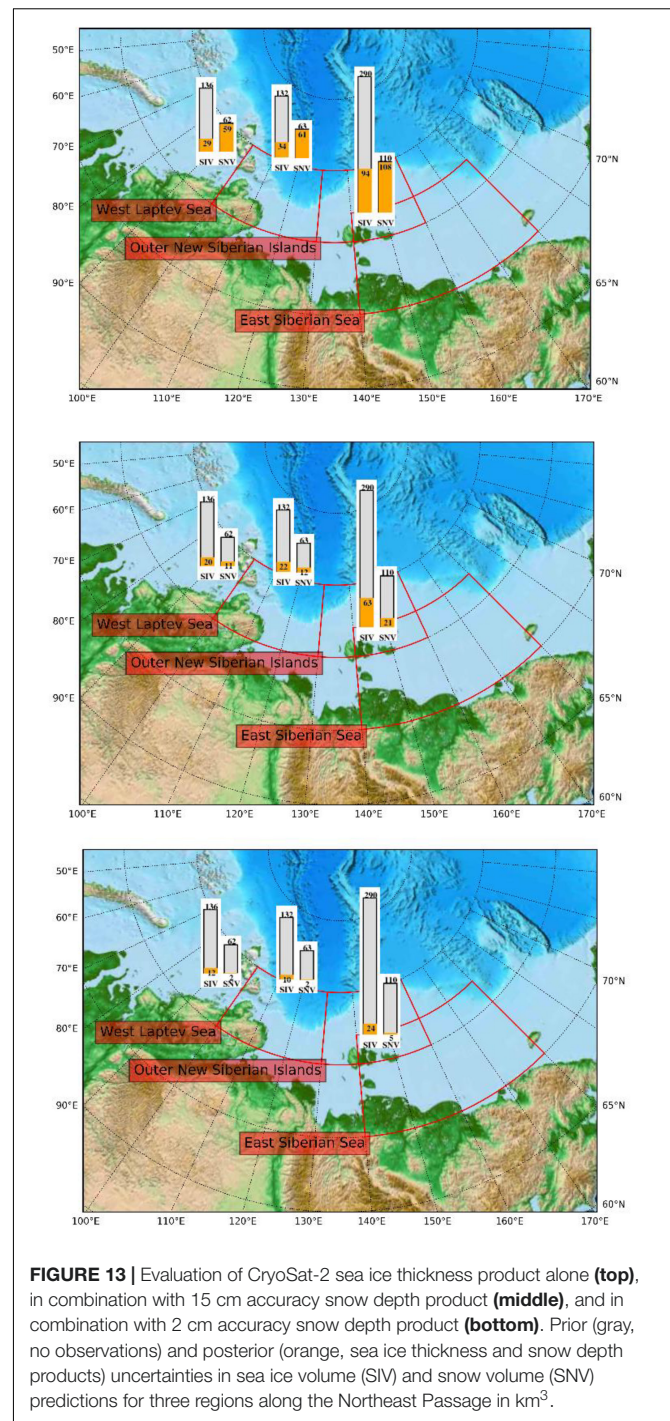 50°E
60°E
70°E
80°E
90°E
100°E 110°E 120°E 130°E 140°E 150°E 160°E 170°E
70°N
65°N
60°N
136
62
29
59
SIV SNV
132
63
34
61
SIV SNV
290
110
94
108
SIV SNV
West Laptev Sea
Outer New Siberian Islands
East Siberian Sea
50°E
60°E
70°E
80°E
90°E
100°E 110°E 120°E 130°E 140°E 150°E 160°E 170°E
70°N
65°N
60°N
136
62
20
11
SIV SNV
132
63
22
12
SIV SNV
290
110
63
21
SIV SNV
West Laptev Sea
Outer New Siberian Islands
East Siberian Sea
50°E
60°E
70°E
80°E
90°E
100°E 110°E 120°E 130°E 140°E 150°E 160°E 170°E
70°N
65°N
60°N
136
62
12
2
SIV SNV
132
63
10
2
SIV SNV
290
110
24
5
SIV SNV
West Laptev Sea
Outer New Siberian Islands
East Siberian Sea
FIGURE 13 | Evaluation of CryoSat-2 sea ice thickness product alone (top),
in combination with 15 cm accuracy snow depth product (middle), and in
combination with 2 cm accuracy snow depth product (bottom). Prior (gray,
no observations) and posterior (orange, sea ice thickness and snow depth
products) uncertainties in sea ice volume (SIV) and snow volume (SNV)
predictions for three regions along the Northeast Passage in km³.